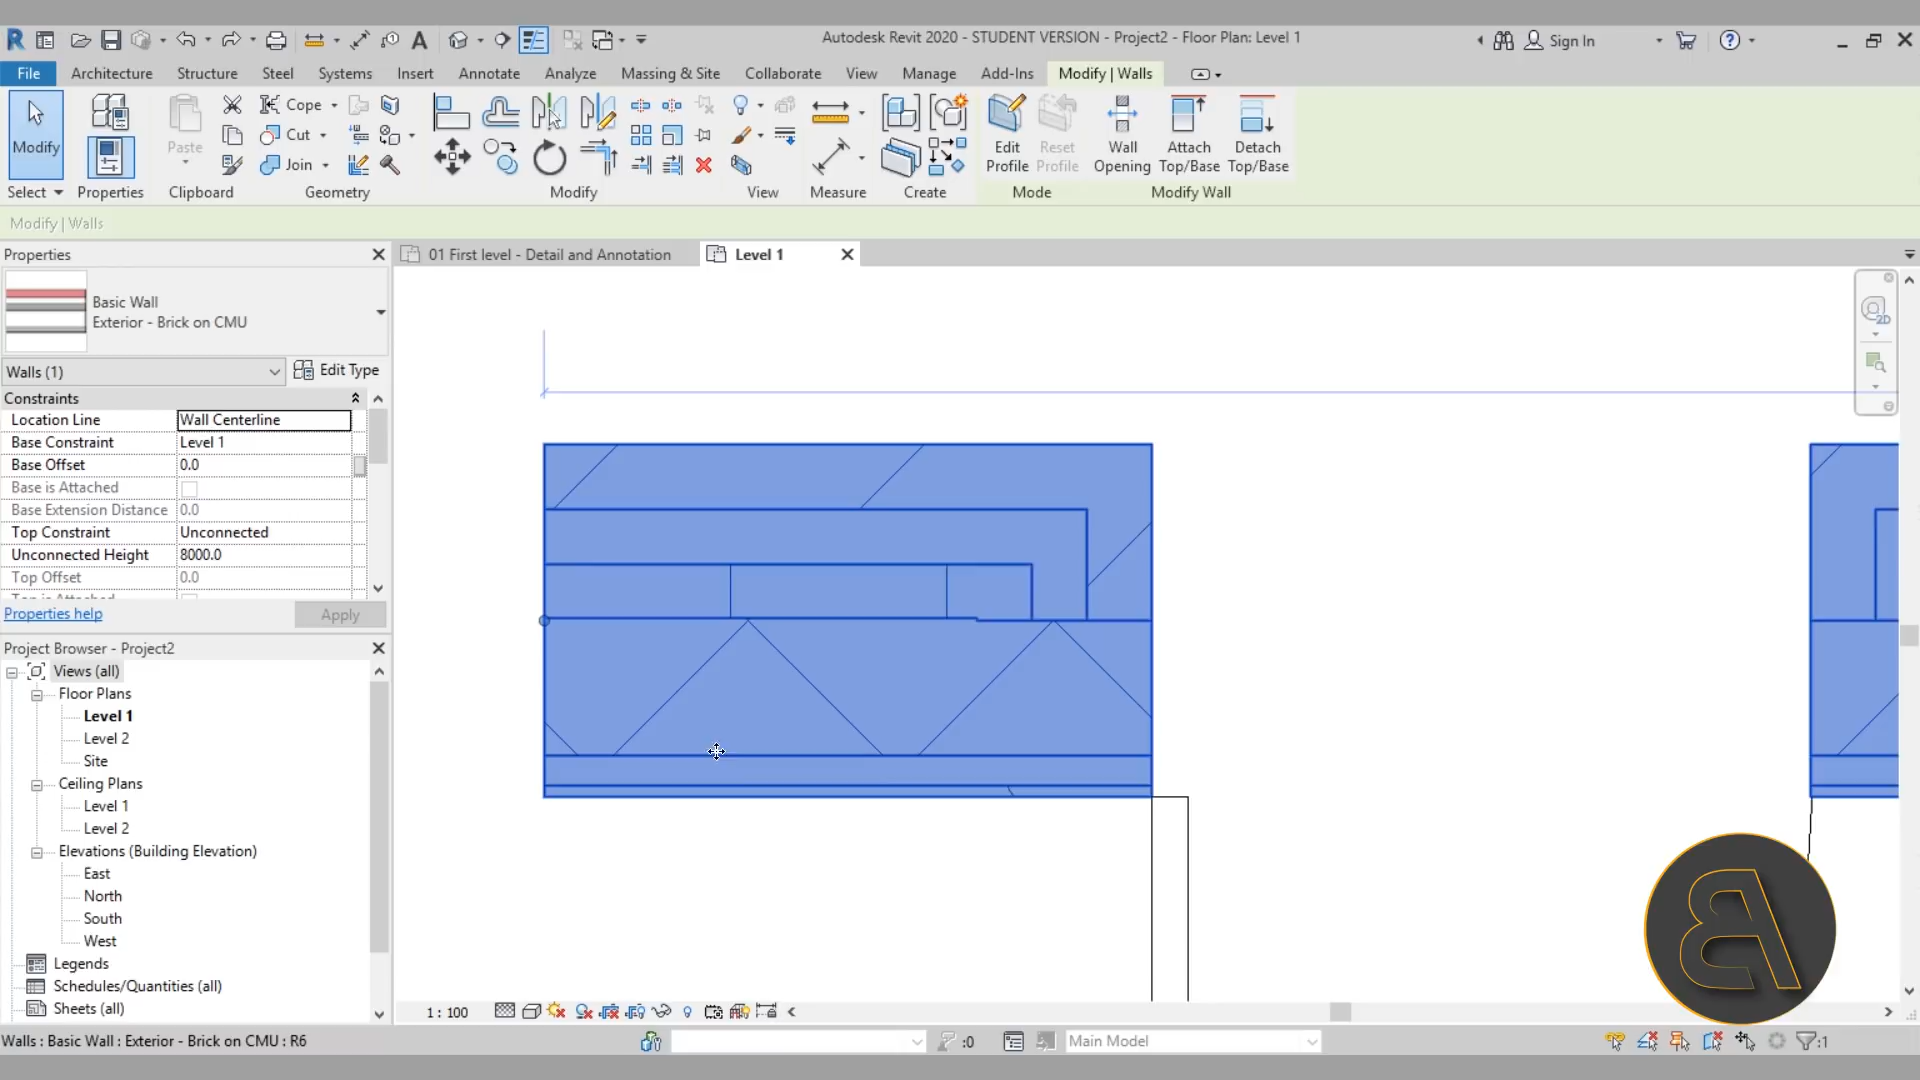 Autodesk Revit 2020 - STUDENT VERSION - Project2 - Floor Plan: Level 1
Sign In
File Architecture Structure Steel Systems Insert Annotate Analyze Massing & Site Collaborate View Manage Add-Ins Modify | Walls
Modify
Paste
Cope
Cut
Join
Edit Profile
Reset Profile
Wall Opening
Attach Top/Base
Detach Top/Base
Select Properties Clipboard Geometry Modify View Measure Create Mode Modify Wall
Modify | Walls
Properties
01 First level - Detail and Annotation
Level 1
Basic Wall
Exterior - Brick on CMU
Walls (1)
Edit Type
Constraints
Location Line Wall Centerline
Base Constraint Level 1
Base Offset 0.0
Base is Attached
Base Extension Distance 0.0
Top Constraint Unconnected
Unconnected Height 8000.0
Top Offset 0.0
Properties help
Apply
Project Browser - Project2
Views (all)
Floor Plans
Level 1
Level 2
Site
Ceiling Plans
Level 1
Level 2
Elevations (Building Elevation)
East
North
South
West
Legends
Schedules/Quantities (all)
Sheets (all)
2D
1 : 100
Walls : Basic Wall : Exterior - Brick on CMU : R6
:0
Main Model
:1